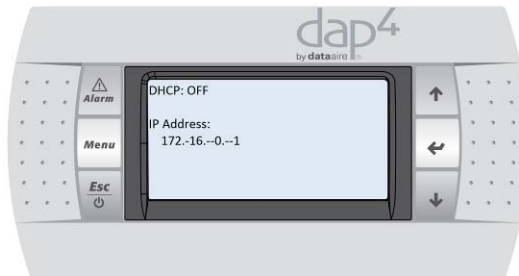 dap4
by dataaire
Alarm
Menu
Esc
DHCP: OFF
IP Address:
172.-16.--0.--1